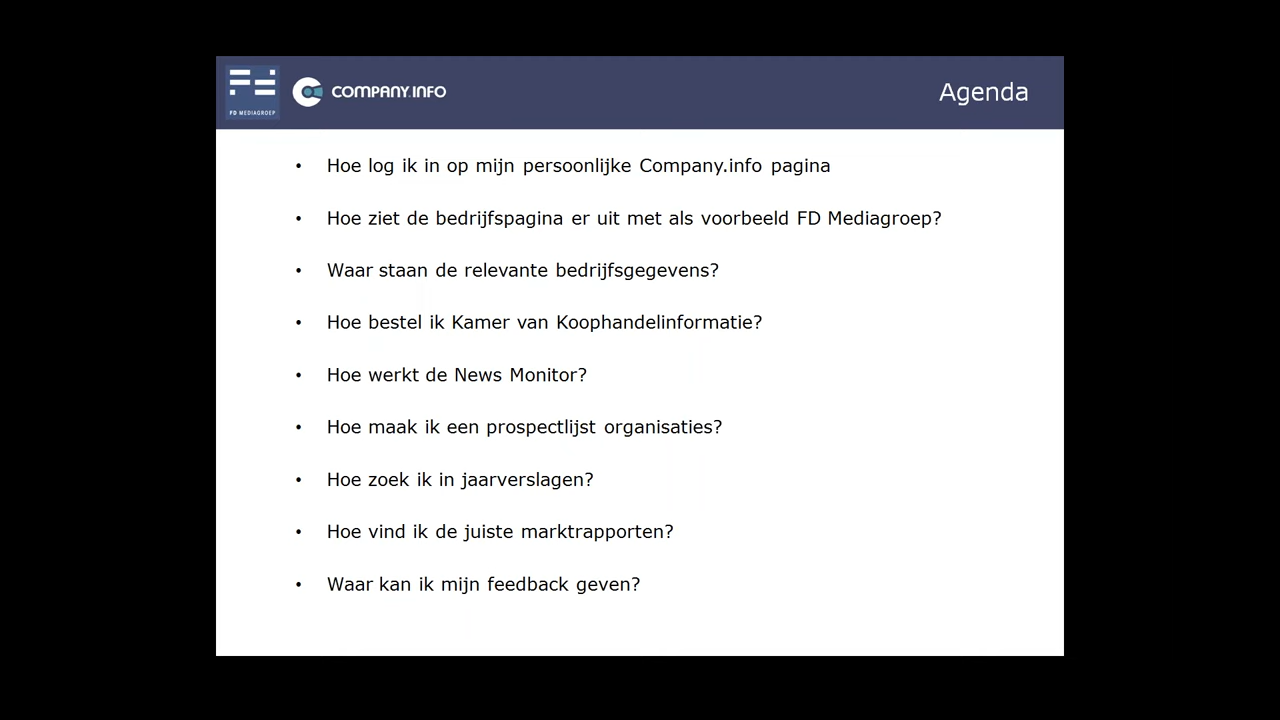 FD MEDIAGROEP
COMPANY.INFO
Agenda
• Hoe log ik in op mijn persoonlijke Company.info pagina
• Hoe ziet de bedrijfspagina er uit met als voorbeeld FD Mediagroep?
• Waar staan de relevante bedrijfsgegevens?
• Hoe bestel ik Kamer van Koophandelinformatie?
• Hoe werkt de News Monitor?
• Hoe maak ik een prospectlijst organisaties?
• Hoe zoek ik in jaarverslagen?
• Hoe vind ik de juiste marktrapporten?
• Waar kan ik mijn feedback geven?